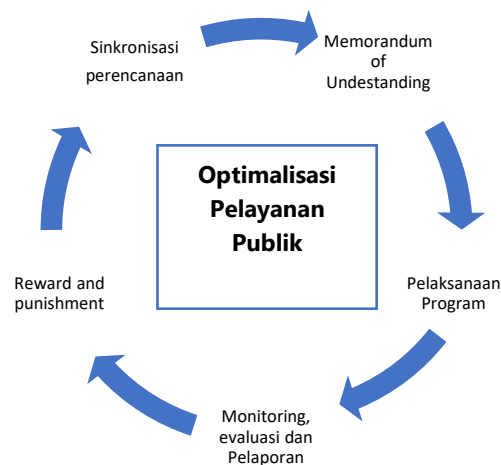 Sinkronisasi
perencanaan
Memorandum
of
Undestanding
Optimalisasi
Pelayanan
Publik
Pelaksanaan
Program
Monitoring,
evaluasi dan
Pelaporan
Reward and
punishment